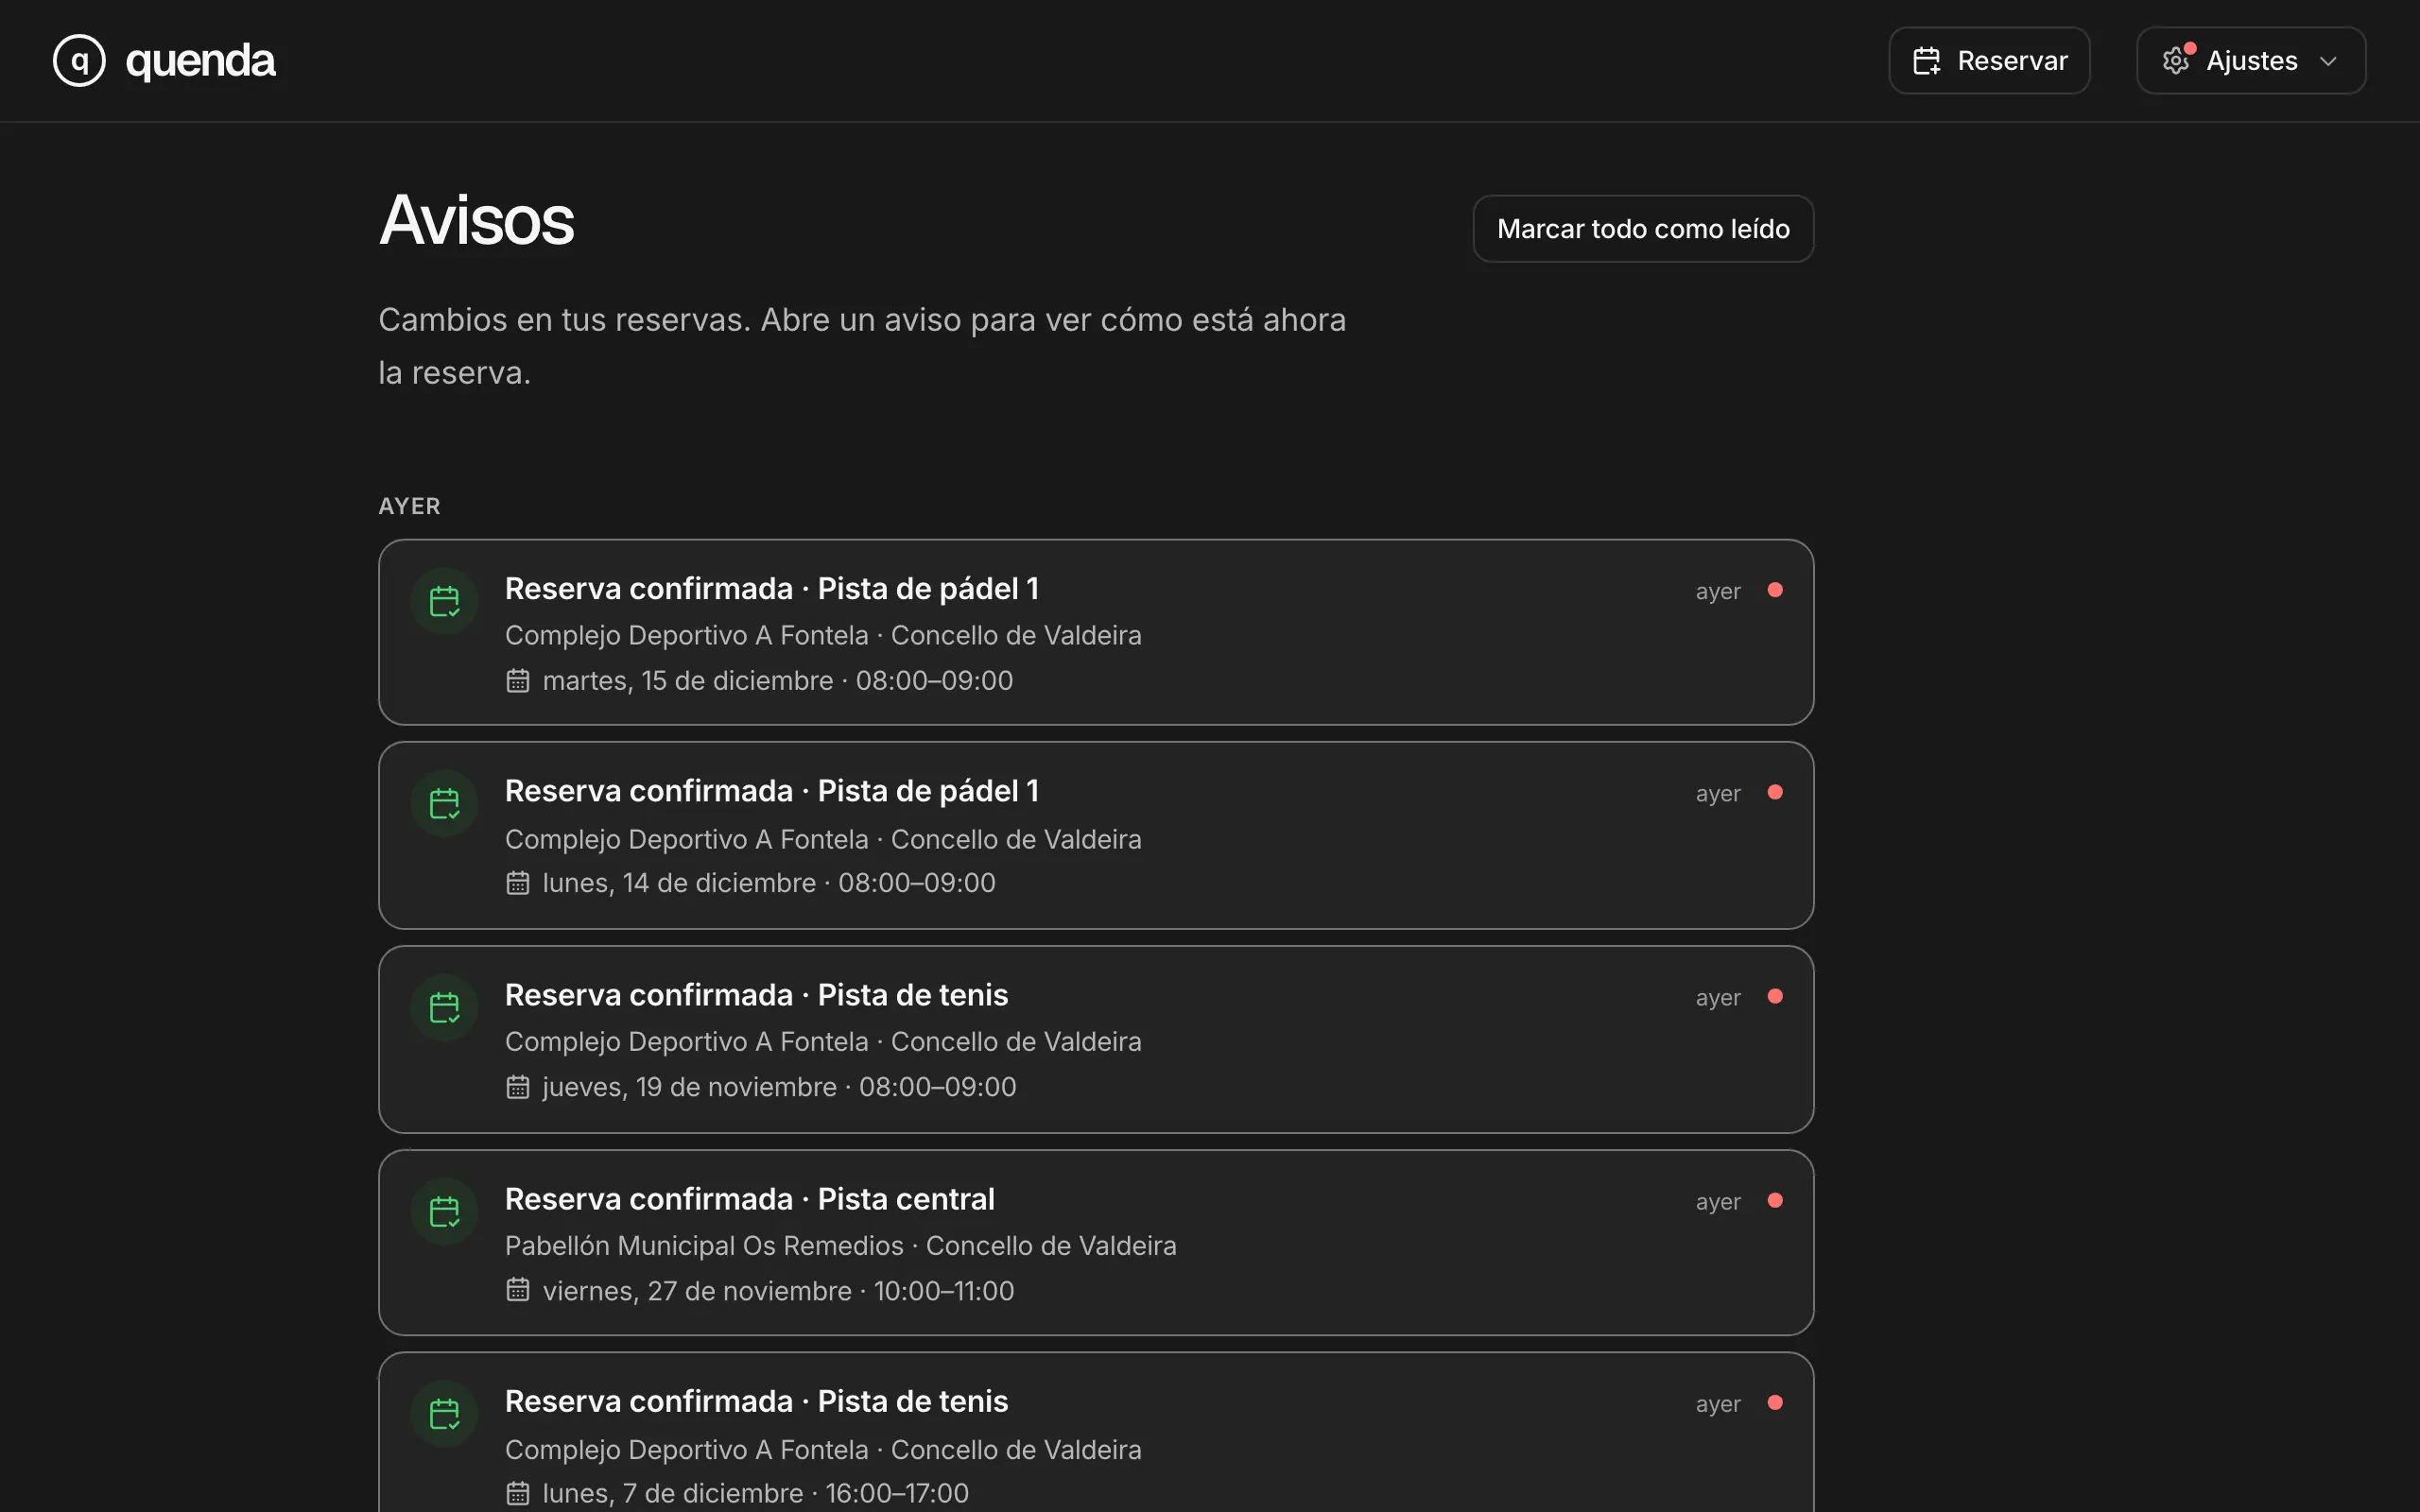 q quenda
Reservar
Ajustes
Avisos
Marcar todo como leído
Cambios en tus reservas. Abre un aviso para ver cómo está ahora
la reserva.
AYER
Reserva confirmada · Pista de pádel 1
ayer
Complejo Deportivo A Fontela · Concello de Valdeira
martes, 15 de diciembre · 08:00–09:00
Reserva confirmada · Pista de pádel 1
ayer
Complejo Deportivo A Fontela · Concello de Valdeira
lunes, 14 de diciembre · 08:00–09:00
Reserva confirmada · Pista de tenis
ayer
Complejo Deportivo A Fontela · Concello de Valdeira
jueves, 19 de noviembre · 08:00–09:00
Reserva confirmada · Pista central
ayer
Pabellón Municipal Os Remedios · Concello de Valdeira
viernes, 27 de noviembre · 10:00–11:00
Reserva confirmada · Pista de tenis
ayer
Complejo Deportivo A Fontela · Concello de Valdeira
lunes, 7 de diciembre · 16:00–17:00